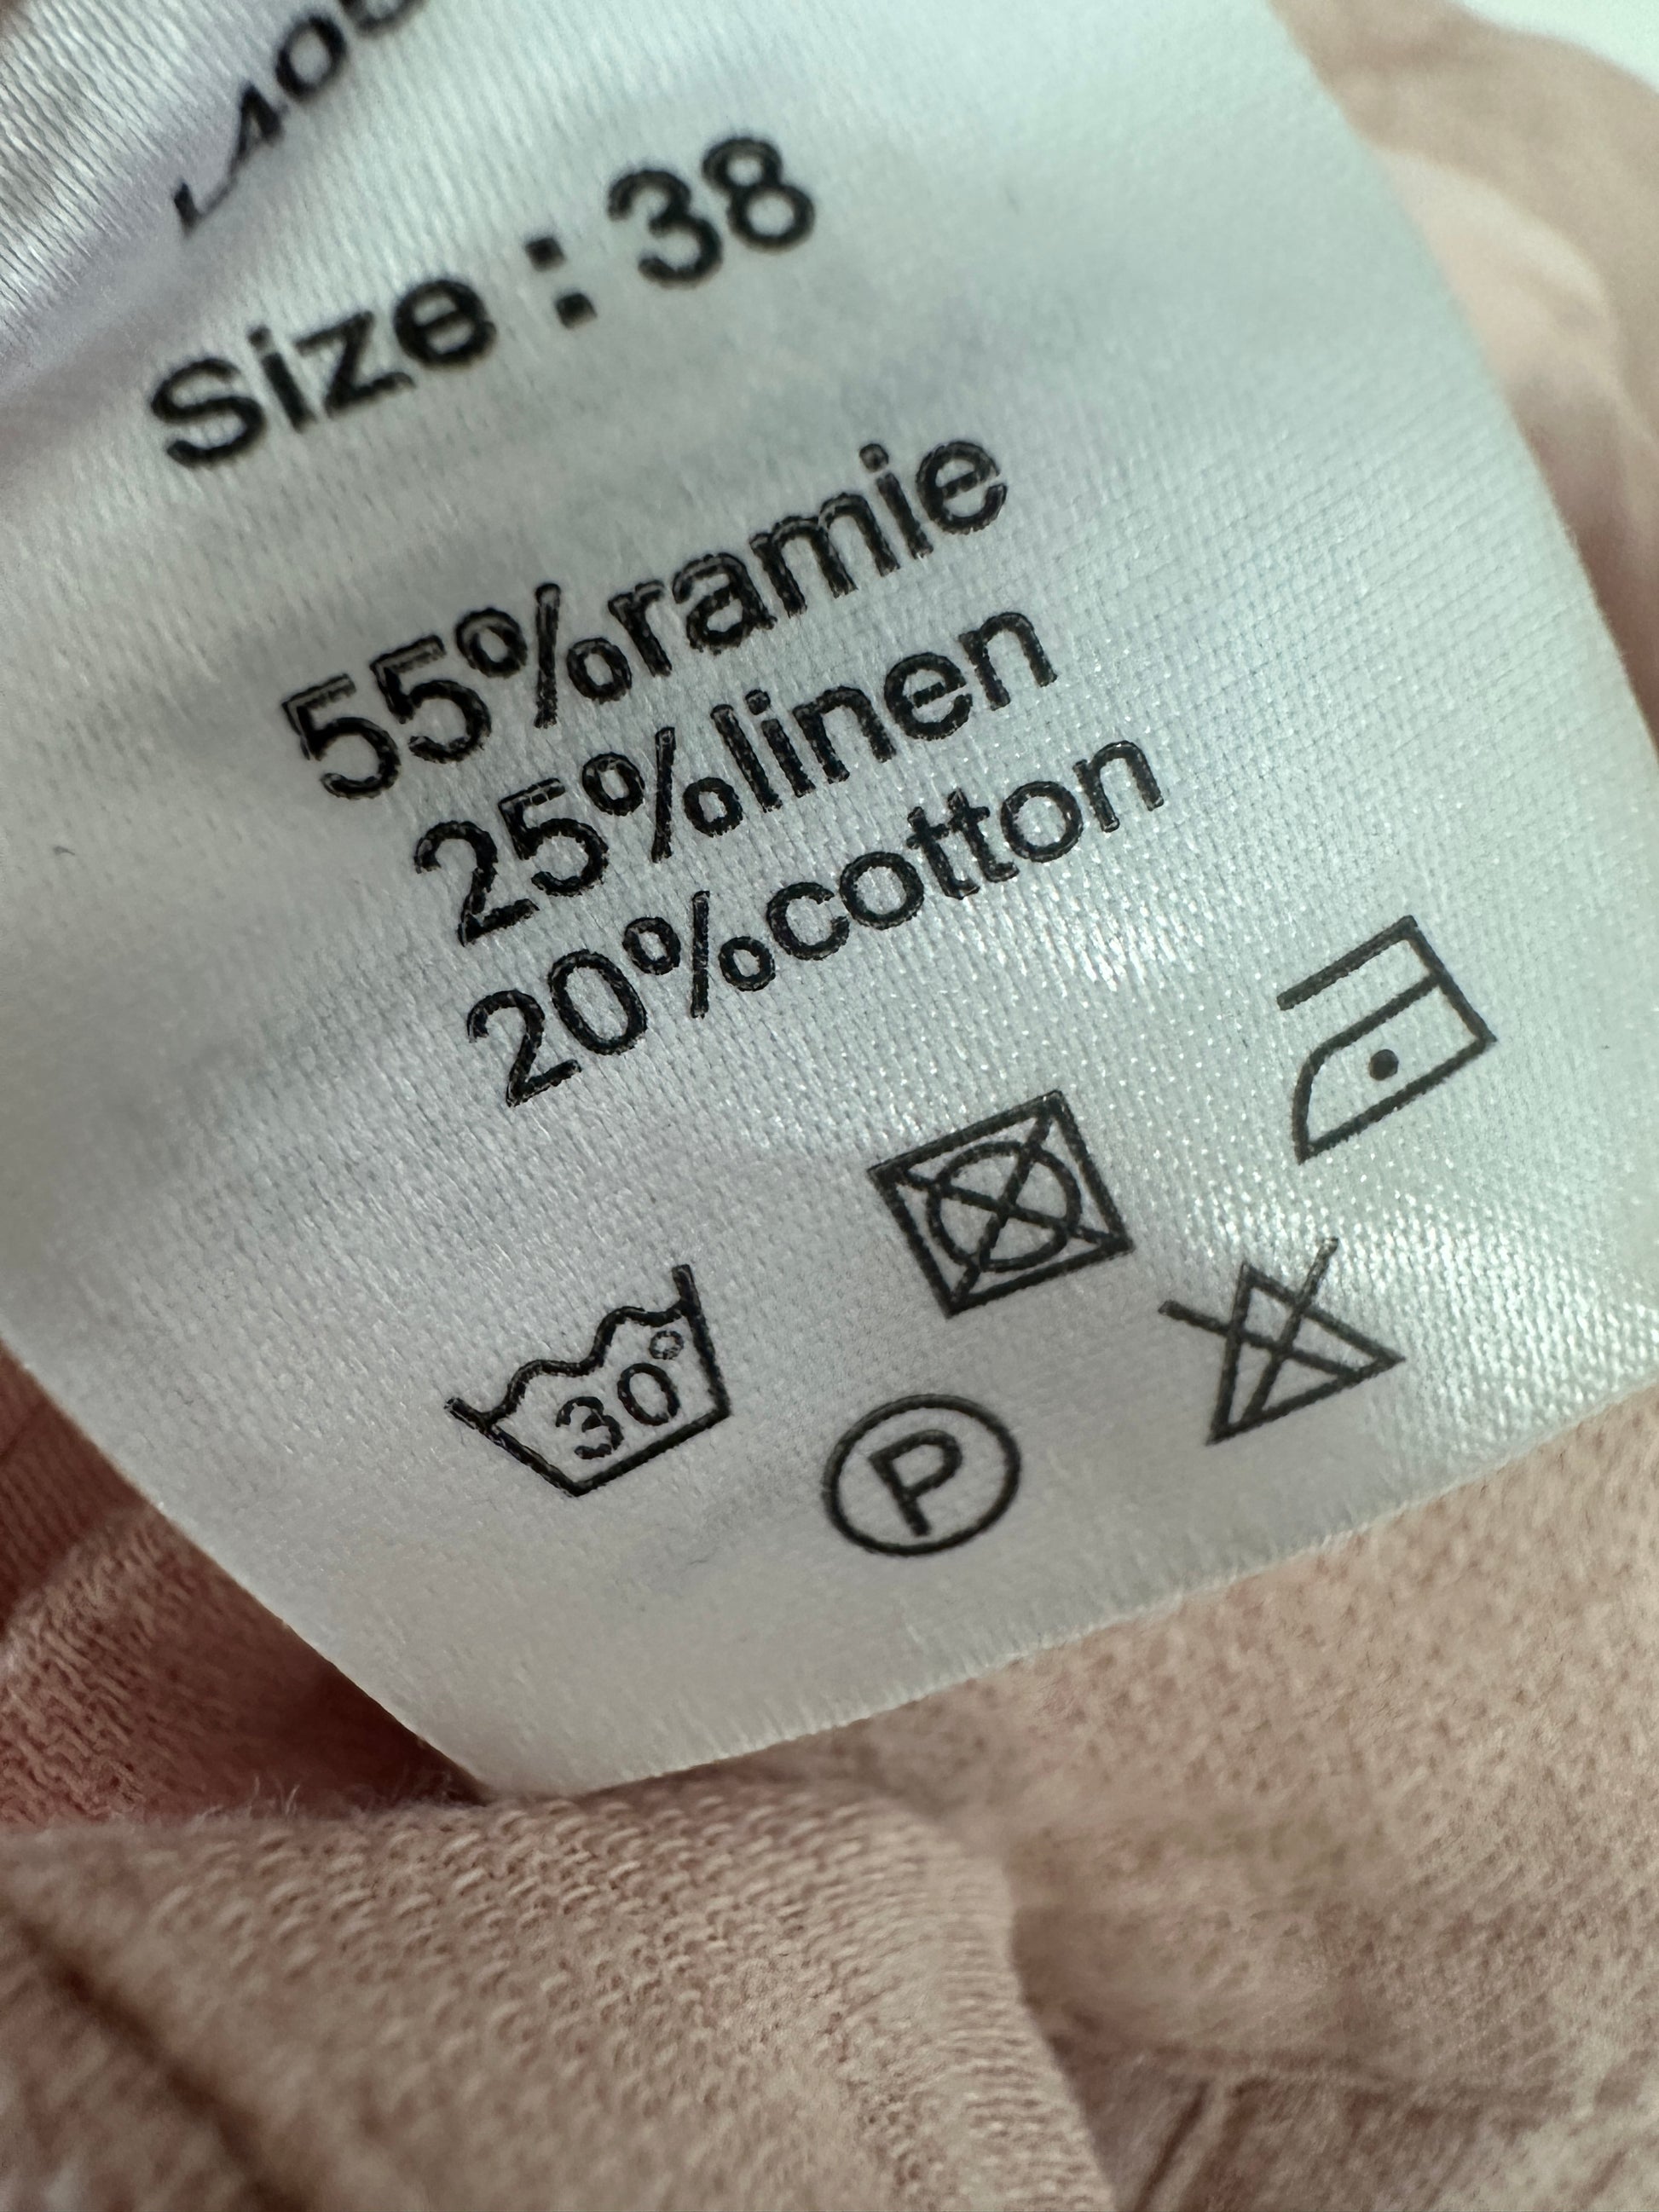 Size : 38
55%ramie
25%linen
20%cotton
30°
P